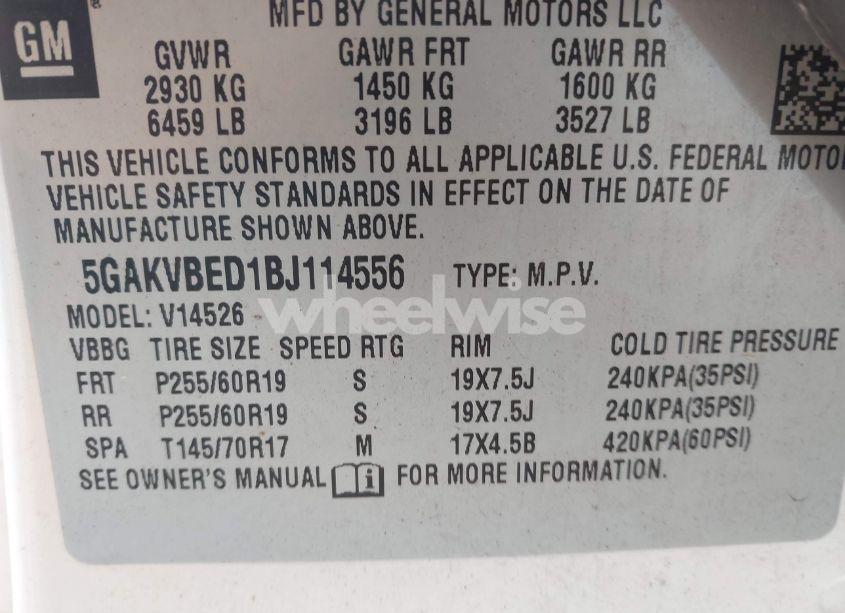 GM
MFD BY GENERAL MOTORS LLC
GVWR GAWR FRT GAWR RR
2930 KG 1450 KG 1600 KG
6459 LB 3196 LB 3527 LB
THIS VEHICLE CONFORMS TO ALL APPLICABLE U.S. FEDERAL MOTO
VEHICLE SAFETY STANDARDS IN EFFECT ON THE DATE OF
MANUFACTURE SHOWN ABOVE.
5GAKVBED1BJ114556 TYPE: M.P.V.
wheelwise
MODEL: V14526
VBBG TIRE SIZE SPEED RTG RIM COLD TIRE PRESSURE
FRT P255/60R19 S 19X7.5J 240KPA(35PSI)
RR P255/60R19 S 19X7.5J 240KPA(35PSI)
SPA T145/70R17 M 17X4.5B 420KPA(60PSI)
SEE OWNER'S MANUAL i FOR MORE INFORMATION.